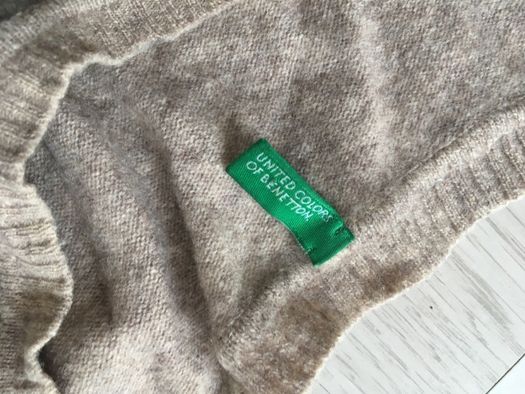 UNITED COLORS
OF BENETTON.